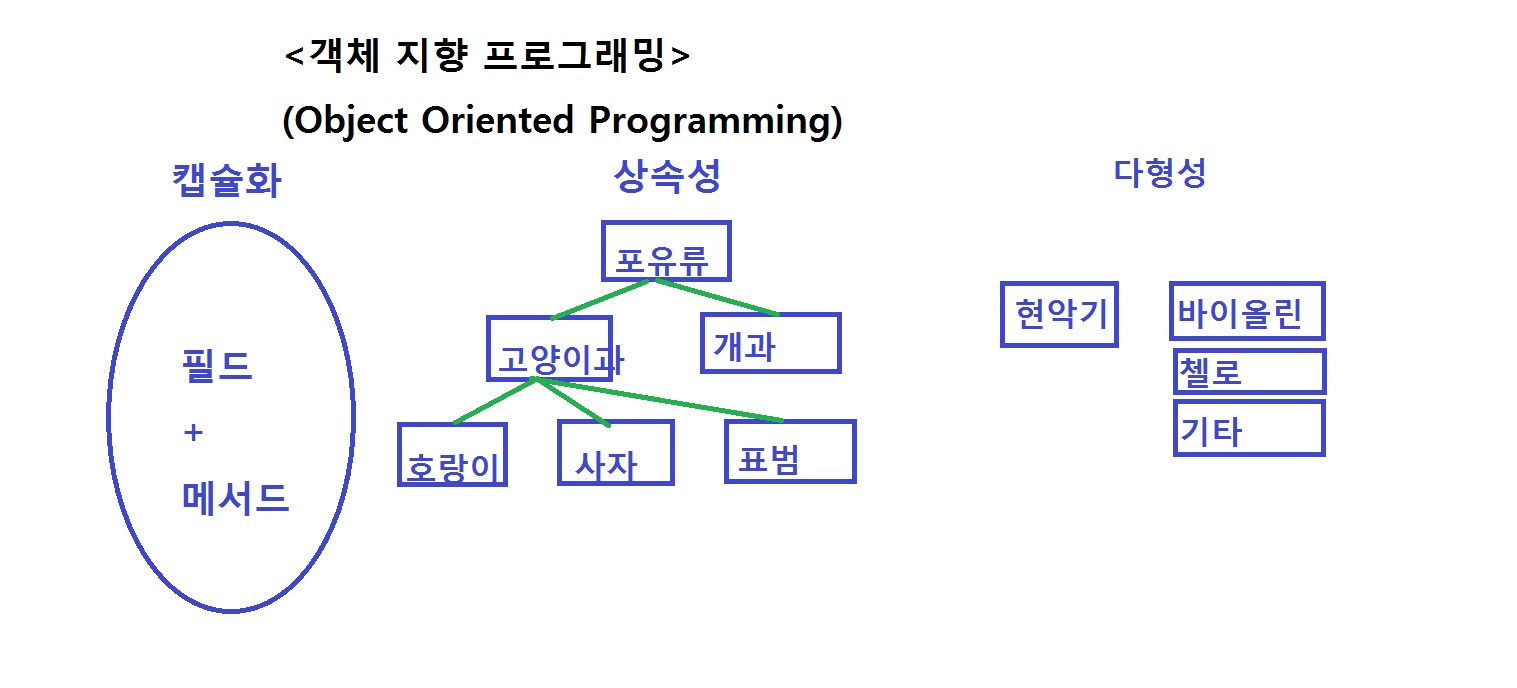 <객체 지향 프로그래밍>
(Object Oriented Programming)
캡슐화
필드
+
메서드
상속성
포유류
고양이과
개과
호랑이
사자
표범
다형성
현악기
바이올린
첼로
기타